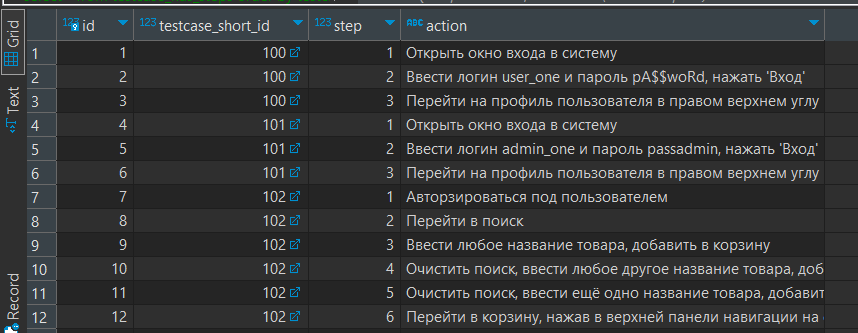 Grid
Text
Record
123 id 123 testcase_short_id 123 step ABC action
1 1 100 1 Открыть окно входа в систему
2 2 100 2 Ввести логин user_one и пароль pA$$woRd, нажать 'Вход'
3 3 100 3 Перейти на профиль пользователя в правом верхнем углу
4 4 101 1 Открыть окно входа в систему
5 5 101 2 Ввести логин admin_one и пароль passadmin, нажать 'Вход'
6 6 101 3 Перейти на профиль пользователя в правом верхнем углу
7 7 102 1 Авторзироваться под пользователем
8 8 102 2 Перейти в поиск
9 9 102 3 Ввести любое название товара, добавить в корзину
10 10 102 4 Очистить поиск, ввести любое другое название товара, доб
11 11 102 5 Очистить поиск, ввести ещё одно название товара, добавит
12 12 102 6 Перейти в корзину, нажав в верхней панели навигации на